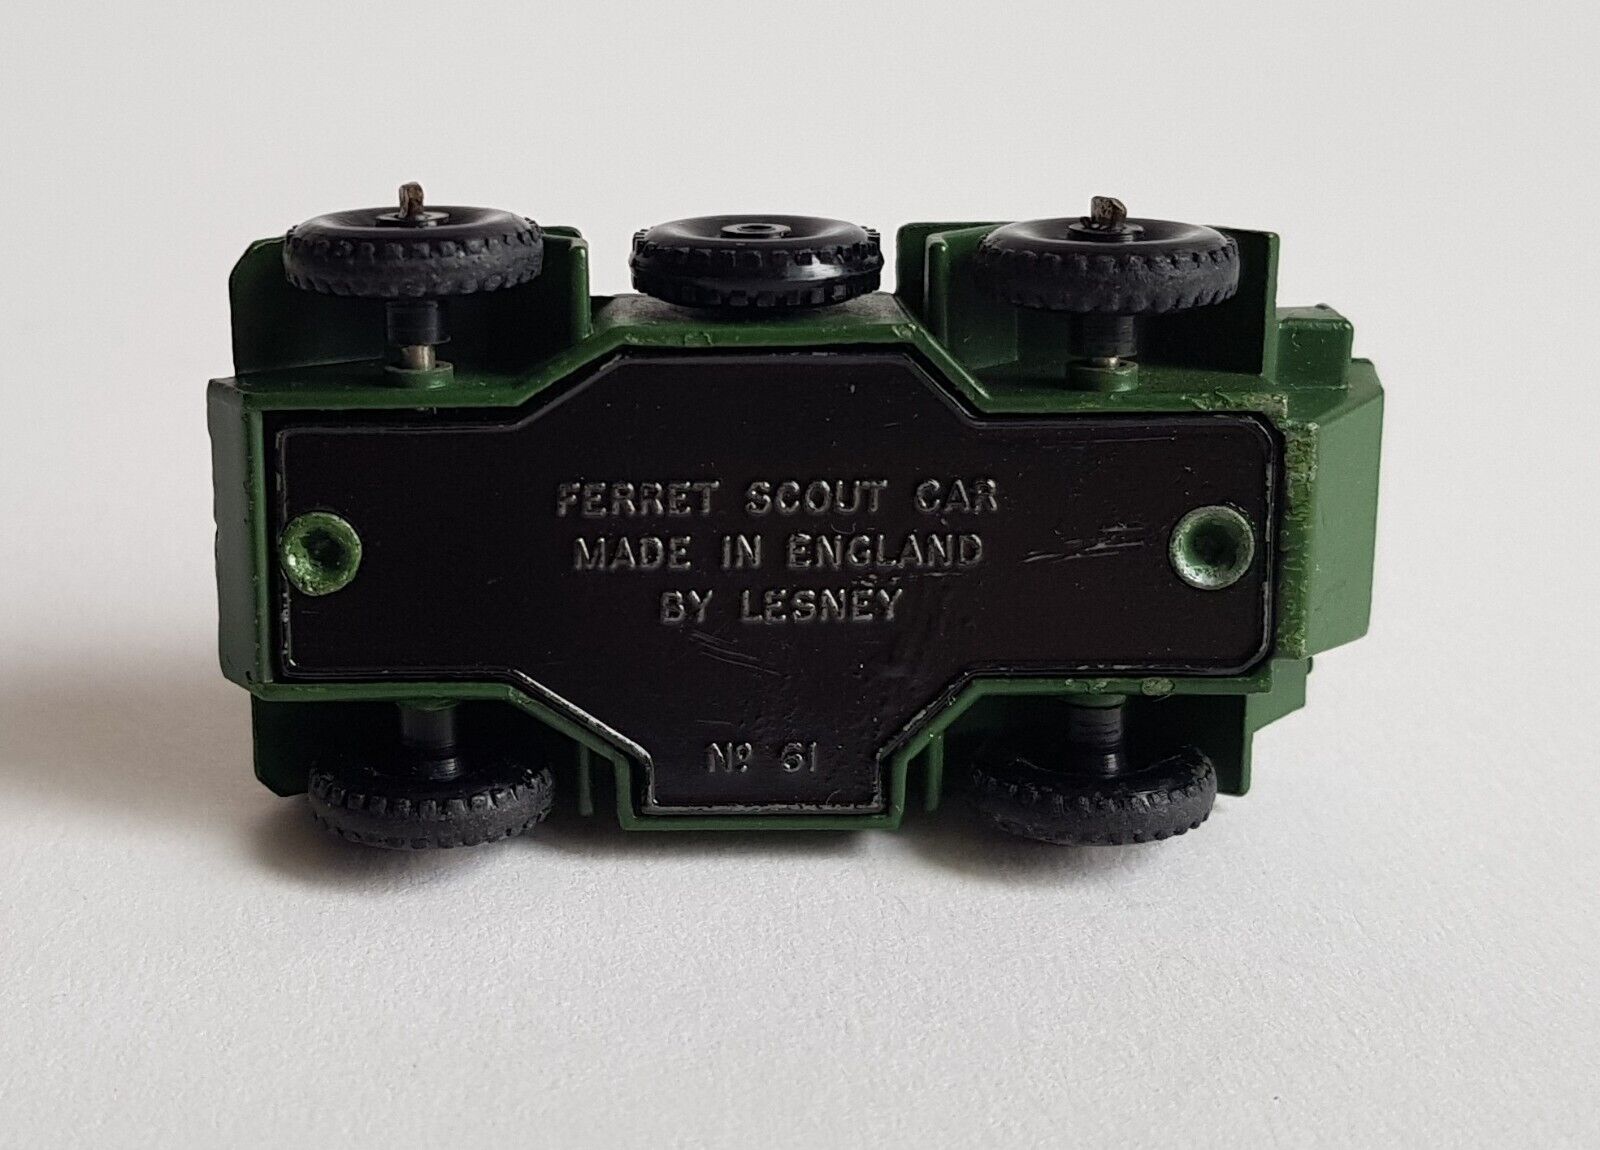 FERRET SCOUT CAR
MADE IN ENGLAND
BY LESNEY
Nº 61